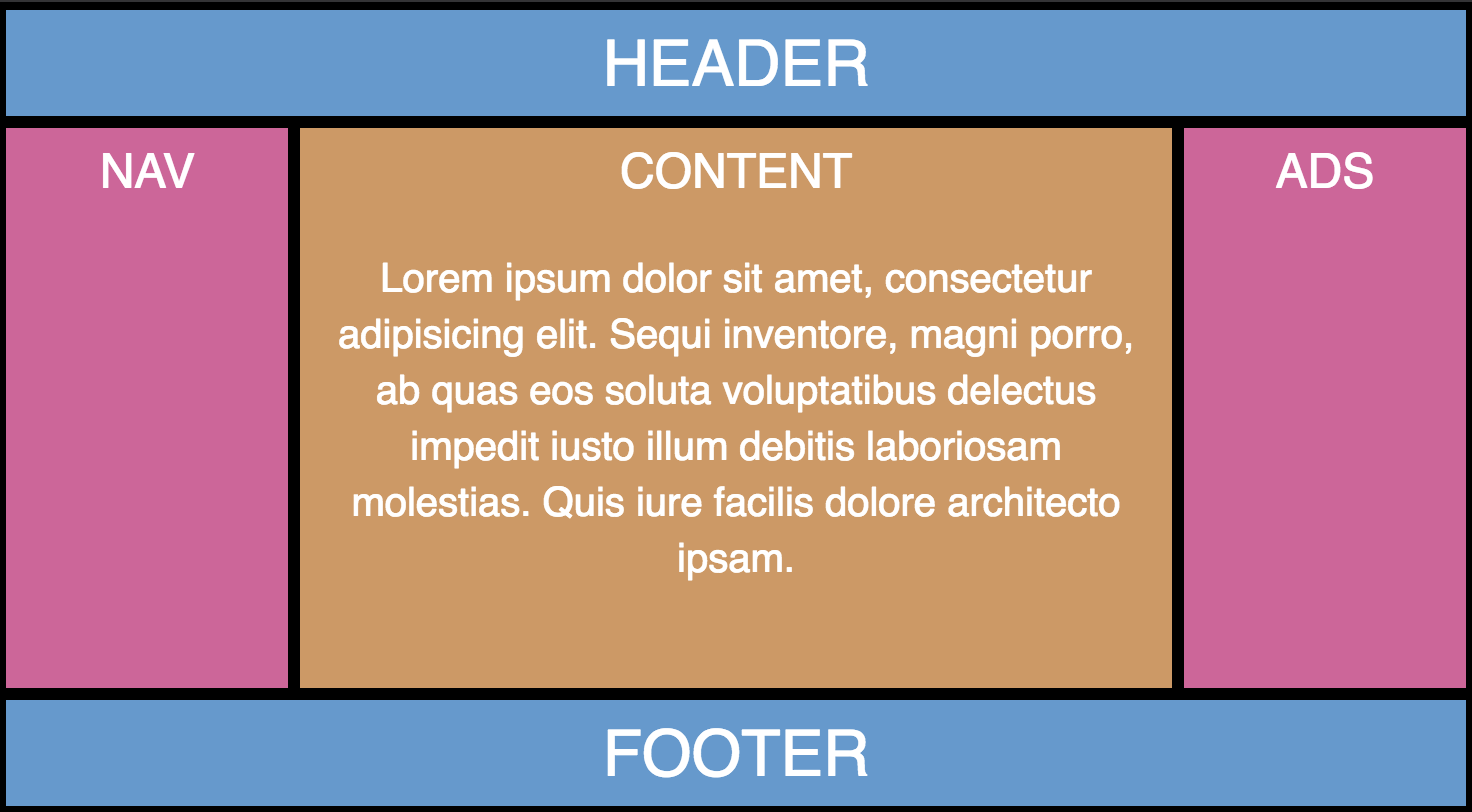 HEADER
NAV
CONTENT
Lorem ipsum dolor sit amet, consectetur
adipisicing elit. Sequi inventore, magni porro,
ab quas eos soluta voluptatibus delectus
impedit iusto illum debitis laboriosam
molestias. Quis iure facilis dolore architecto
ipsam.
ADS
FOOTER